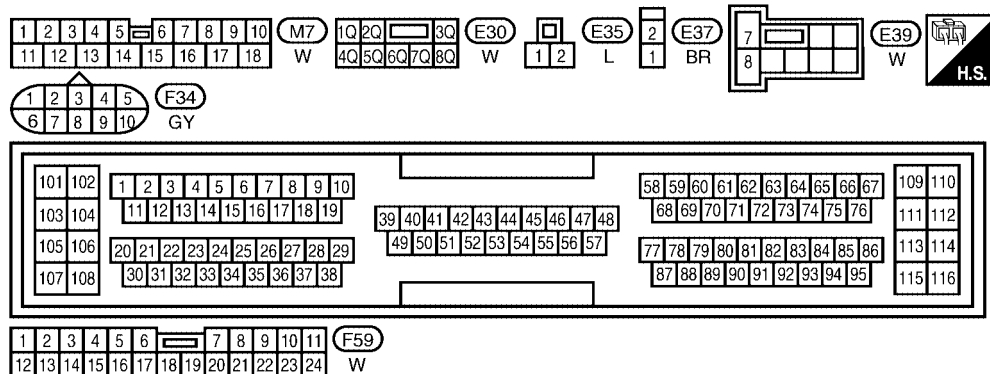 1 2 3 4 5 6 7 8 9 10 M7 1Q 2Q 3Q E30 E35 2 E37 7 E39
11 12 13 14 15 16 17 18 W 4Q 5Q 6Q 7Q 8Q W 1 2 L 1 BR 8 W H.S.
1 2 3 4 5 F34
6 7 8 9 10 GY
101 102 1 2 3 4 5 6 7 8 9 10 58 59 60 61 62 63 64 65 66 67 109 110
103 104 11 12 13 14 15 16 17 18 19 39 40 41 42 43 44 45 46 47 48 68 69 70 71 72 73 74 75 76 111 112
105 106 20 21 22 23 24 25 26 27 28 29 49 50 51 52 53 54 55 56 57 77 78 79 80 81 82 83 84 85 86 113 114
107 108 30 31 32 33 34 35 36 37 38 87 88 89 90 91 92 93 94 95 115 116
1 2 3 4 5 6 7 8 9 10 11 F59
12 13 14 15 16 17 18 19 20 21 22 23 24 W